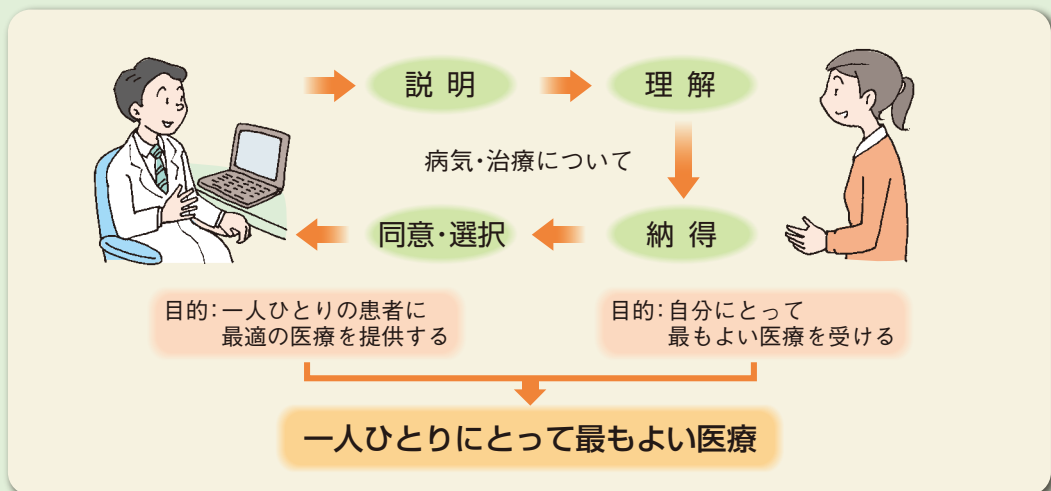 説明
理解
病気・治療について
納得
同意・選択
目的：一人ひとりの患者に
最適の医療を提供する
目的：自分にとって
最もよい医療を受ける
一人ひとりにとって最もよい医療